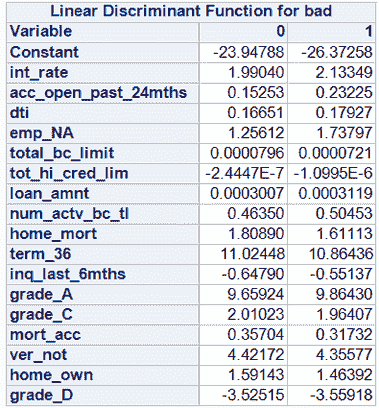 Linear Discriminant Function for bad
Variable 0 1
Constant -23.94788 -26.37258
int_rate 1.99040 2.13349
acc_open_past_24mths 0.15253 0.23225
dti 0.16651 0.17927
emp_NA 1.25612 1.73797
total_bc_limit 0.0000796 0.0000721
tot_hi_cred_lim -2.4447E-7 -1.0995E-6
loan_amnt 0.0003007 0.0003119
num_actv_bc_tl 0.46350 0.50453
home_mort 1.80890 1.61113
term_36 11.02448 10.86436
inq_last_6mths -0.64790 -0.55137
grade_A 9.65924 9.86430
grade_C 2.01023 1.96407
mort_acc 0.35704 0.31732
ver_not 4.42172 4.35577
home_own 1.59143 1.46392
grade_D -3.52515 -3.55918